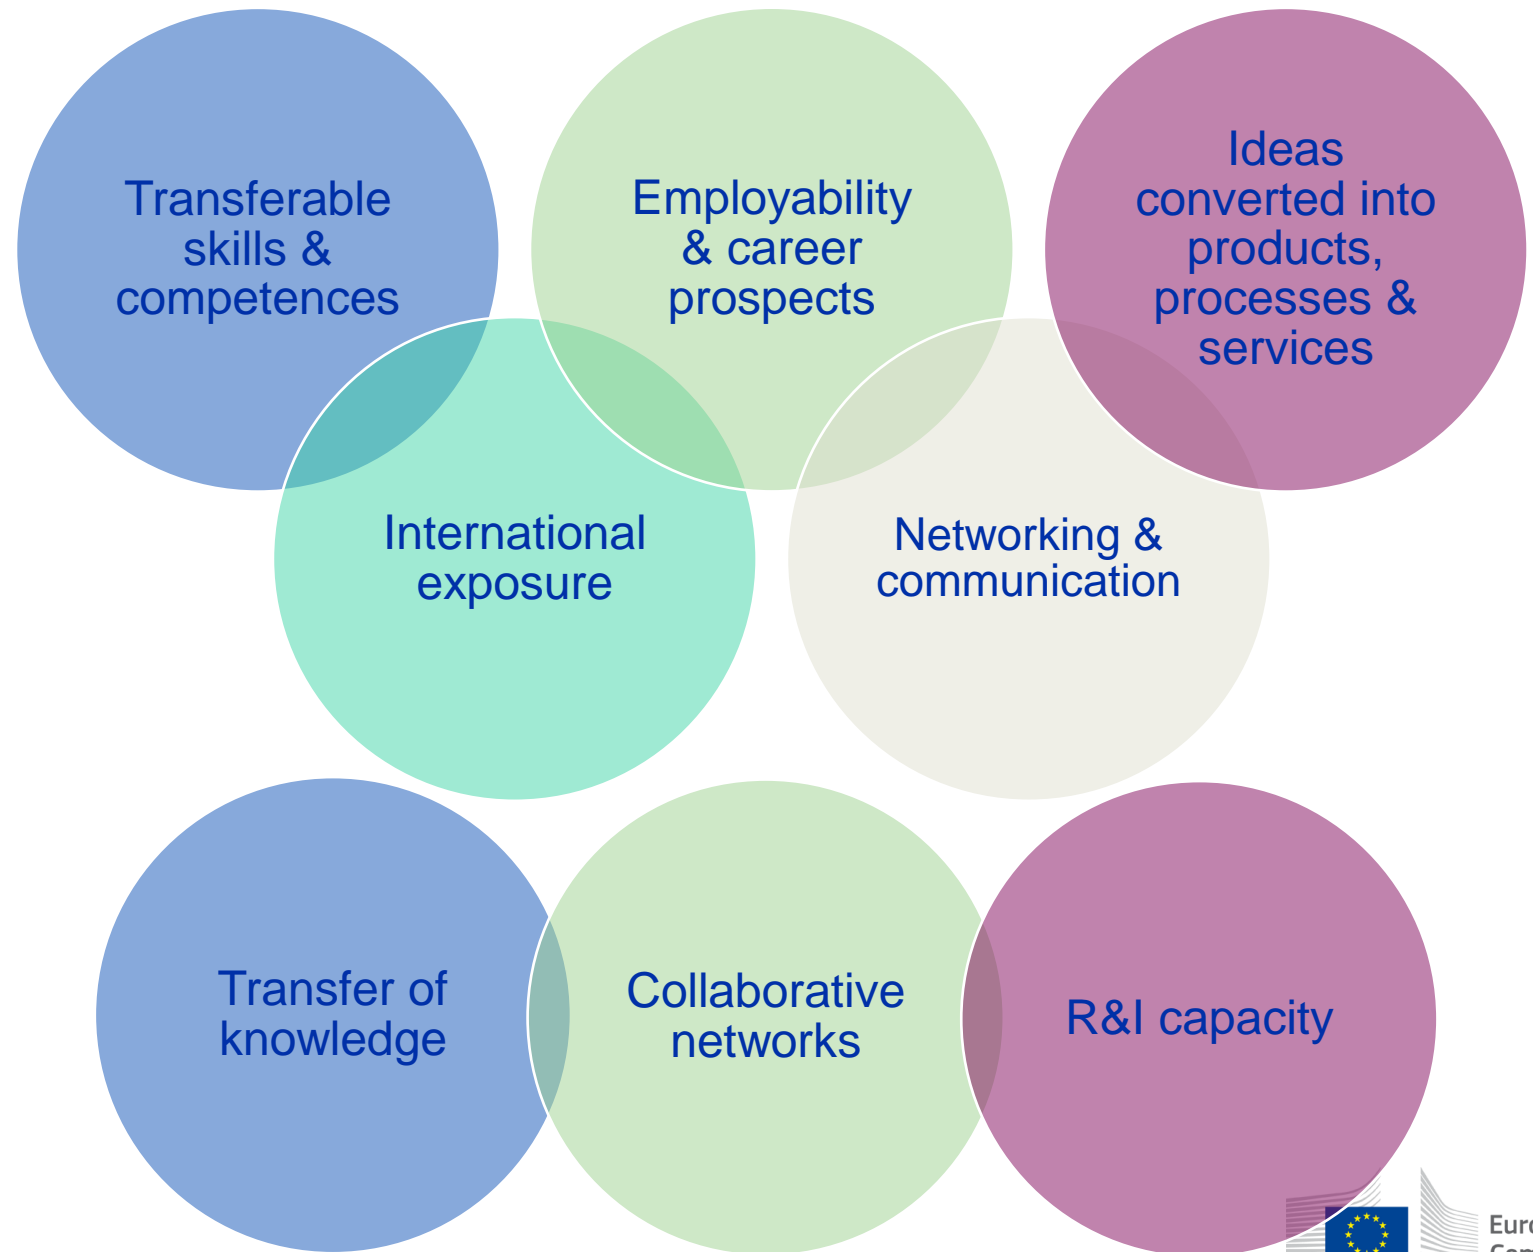 Transferable
skills &
competences
Employability
& career
prospects
Ideas
converted into
products,
processes &
services
International
exposure
Networking &
communication
Transfer of
knowledge
Collaborative
networks
R&I capacity